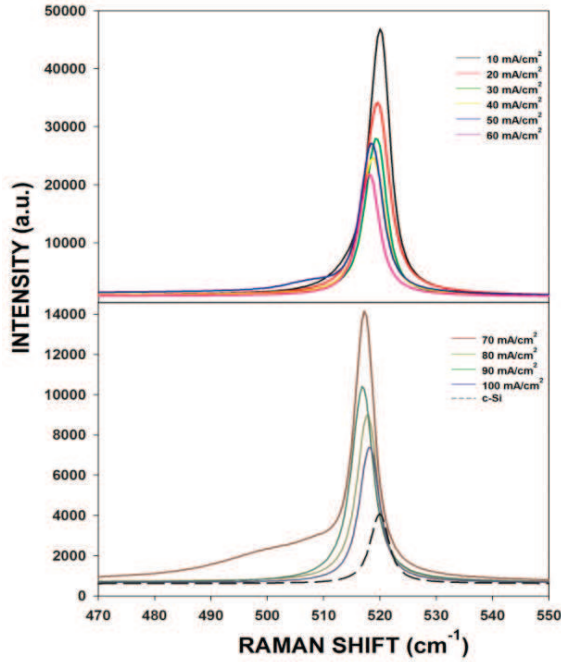 50000
40000
30000
20000
10000
10 mA/cm²
20 mA/cm²
30 mA/cm²
40 mA/cm²
50 mA/cm²
60 mA/cm²
INTENSITY (a.u.)
14000
12000
10000
8000
6000
4000
2000
0
70 mA/cm²
80 mA/cm²
90 mA/cm²
100 mA/cm²
c-Si
470 480 490 500 510 520 530 540 550
RAMAN SHIFT (cm⁻¹)